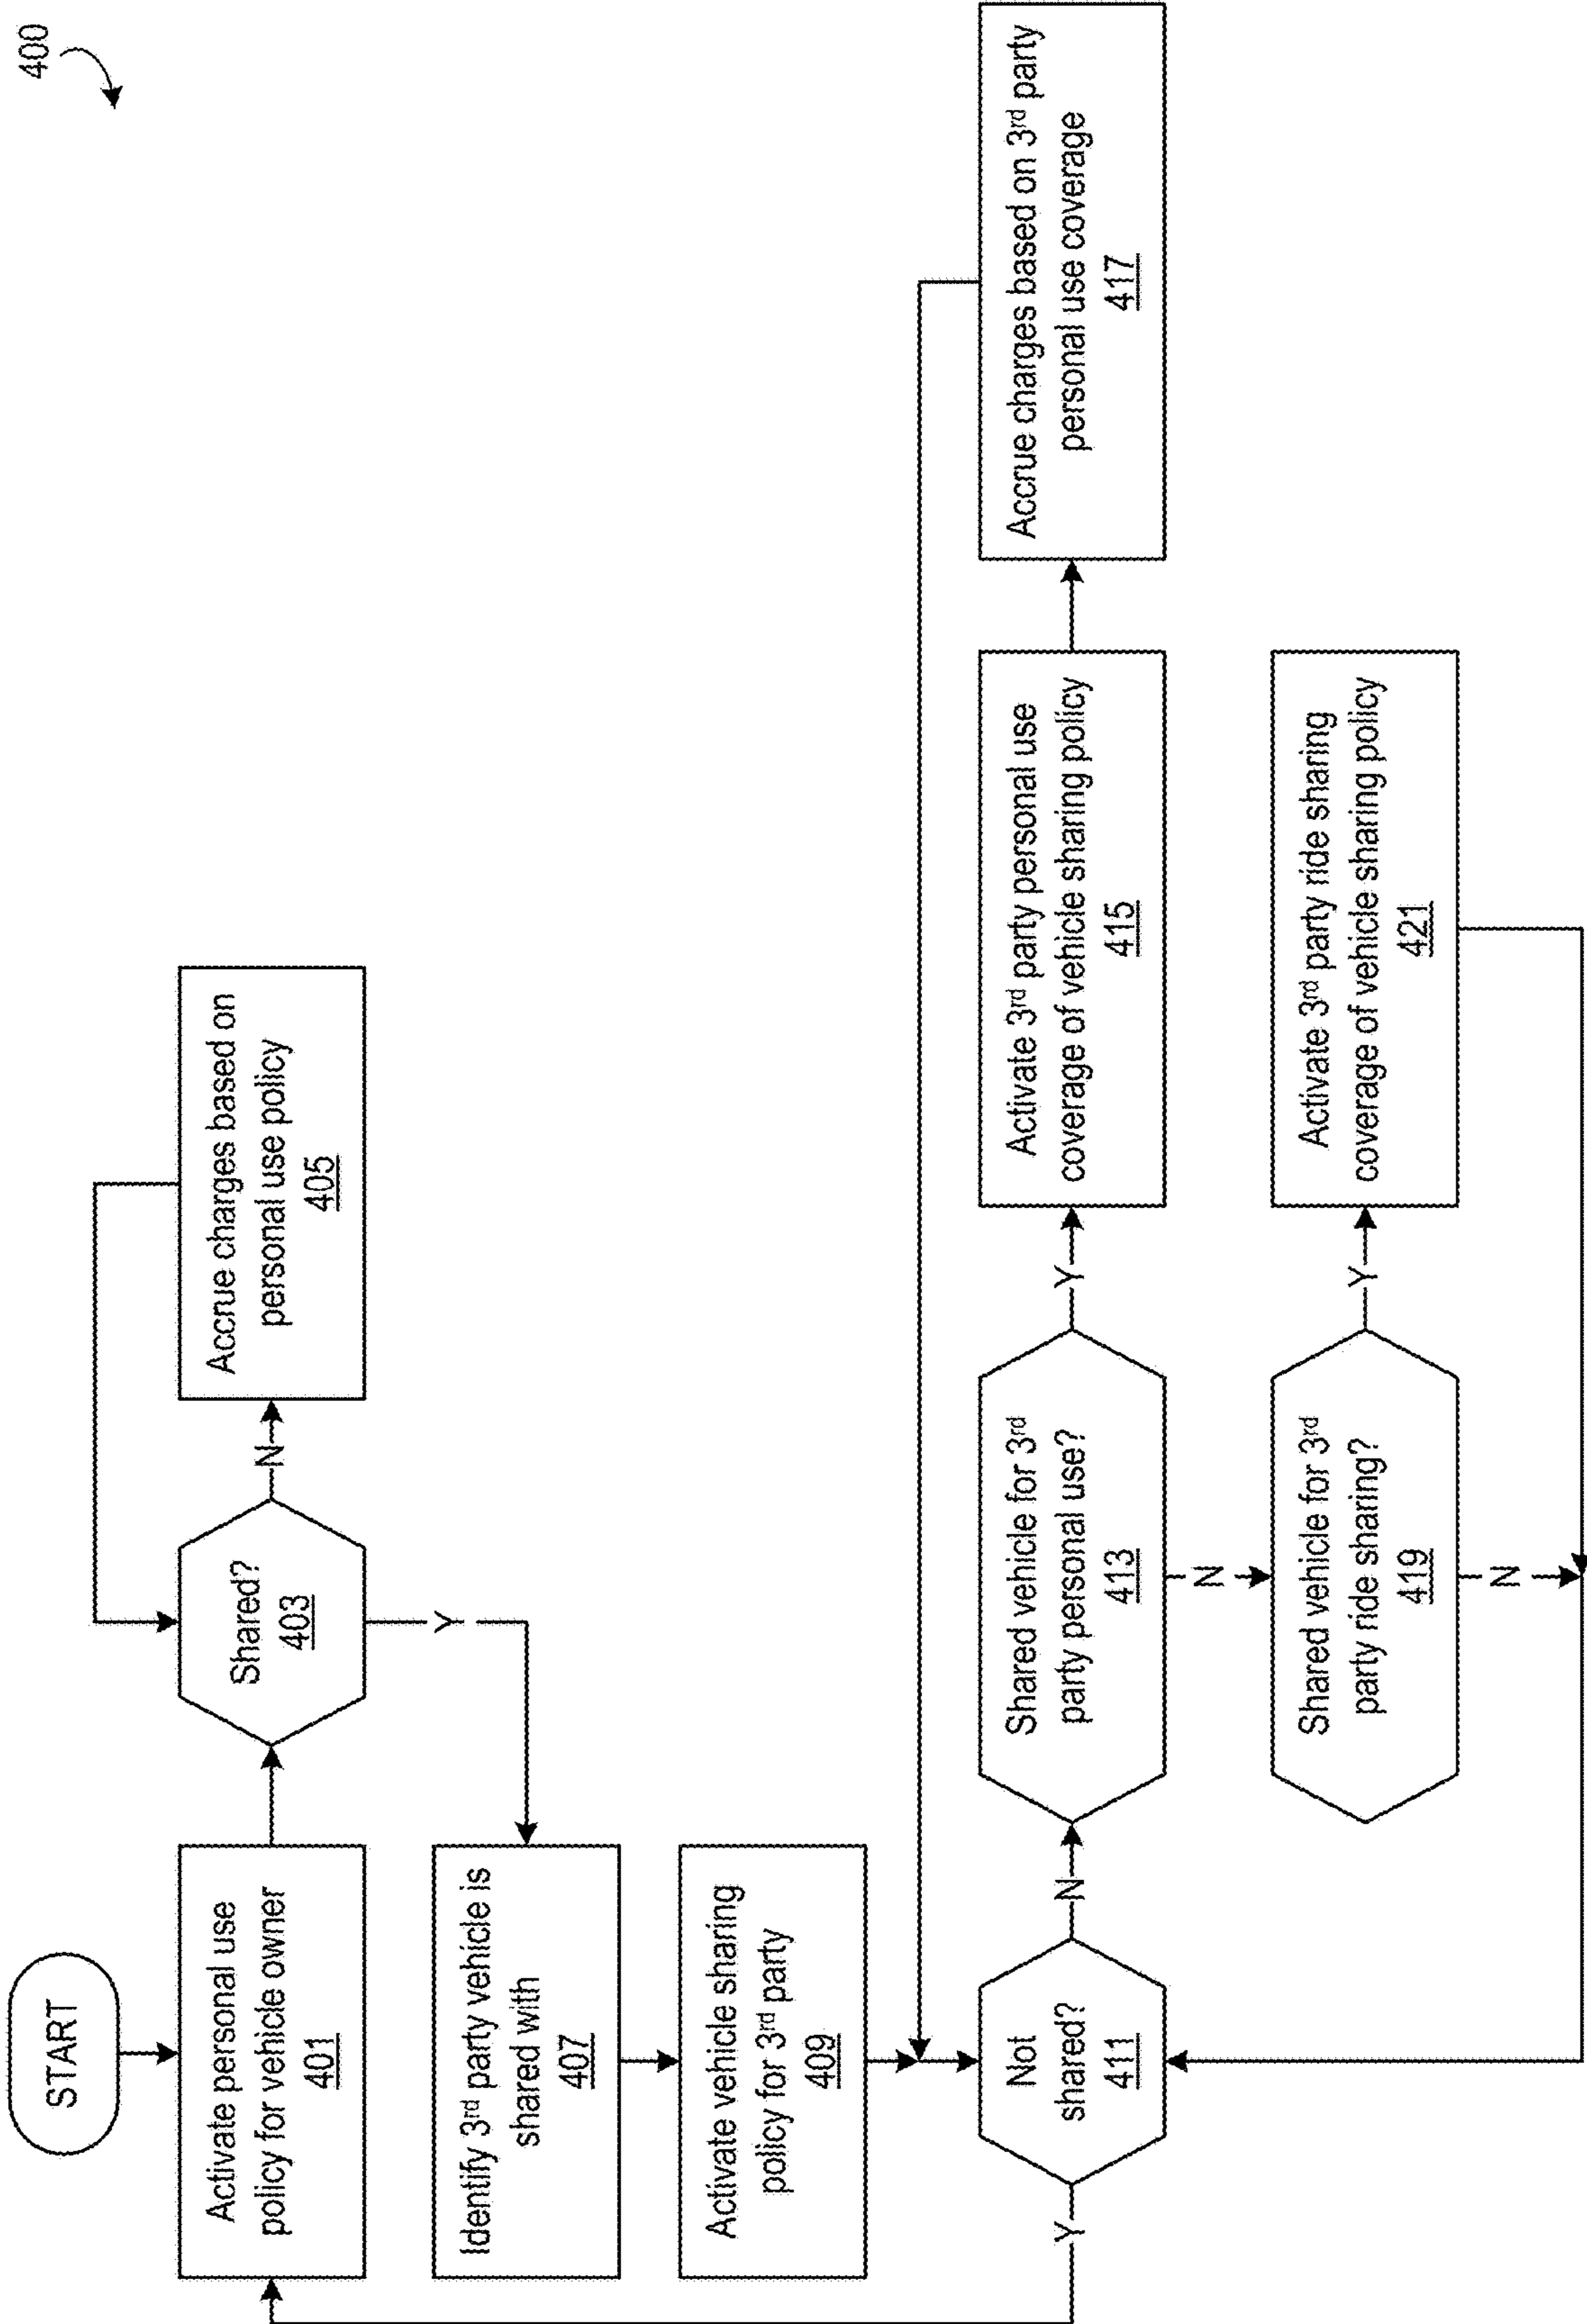 400
START
Activate personal use
policy for vehicle owner
401
Shared?
403
N
Accrue charges based on
personal use policy
405
Y
Identify 3rd party vehicle is
shared with
407
Activate vehicle sharing
policy for 3rd party
409
Not
shared?
411
Y
N
Shared vehicle for 3rd
party personal use?
413
Y
Activate 3rd party personal use
coverage of vehicle sharing policy
415
Accrue charges based on 3rd party
personal use coverage
417
N
Shared vehicle for 3rd
party ride sharing?
419
Y
Activate 3rd party ride sharing
coverage of vehicle sharing policy
421
N